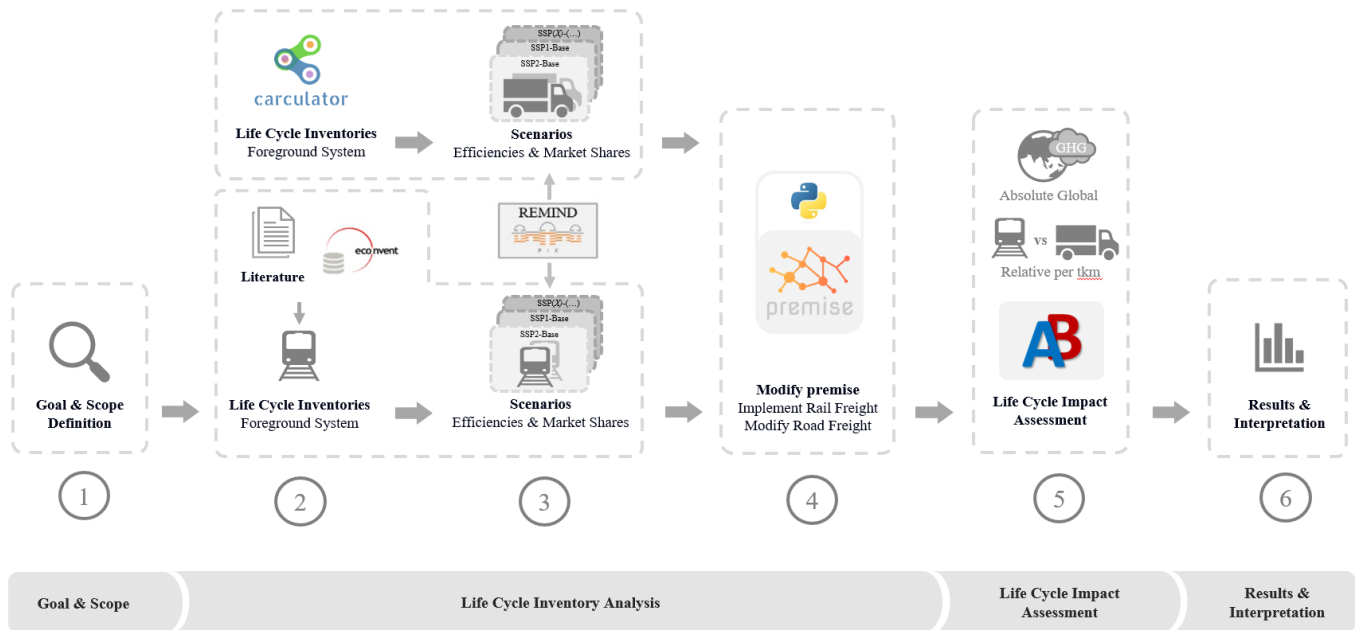 SSP(X)-(…)
SSP1-Base
SSP2-Base
carculator
Life Cycle Inventories
Foreground System
Scenarios
Efficiencies & Market Shares
REMIND
P I K
Literature
ecoinvent
SSP(X)-(…)
SSP1-Base
SSP2-Base
Life Cycle Inventories
Foreground System
Scenarios
Efficiencies & Market Shares
Goal & Scope
Definition
premise
Modify premise
Implement Rail Freight
Modify Road Freight
GHG
Absolute Global
vs
Relative per tkm
AB
Life Cycle Impact
Assessment
Results &
Interpretation
1
2
3
4
5
6
Goal & Scope
Life Cycle Inventory Analysis
Life Cycle Impact
Assessment
Results &
Interpretation